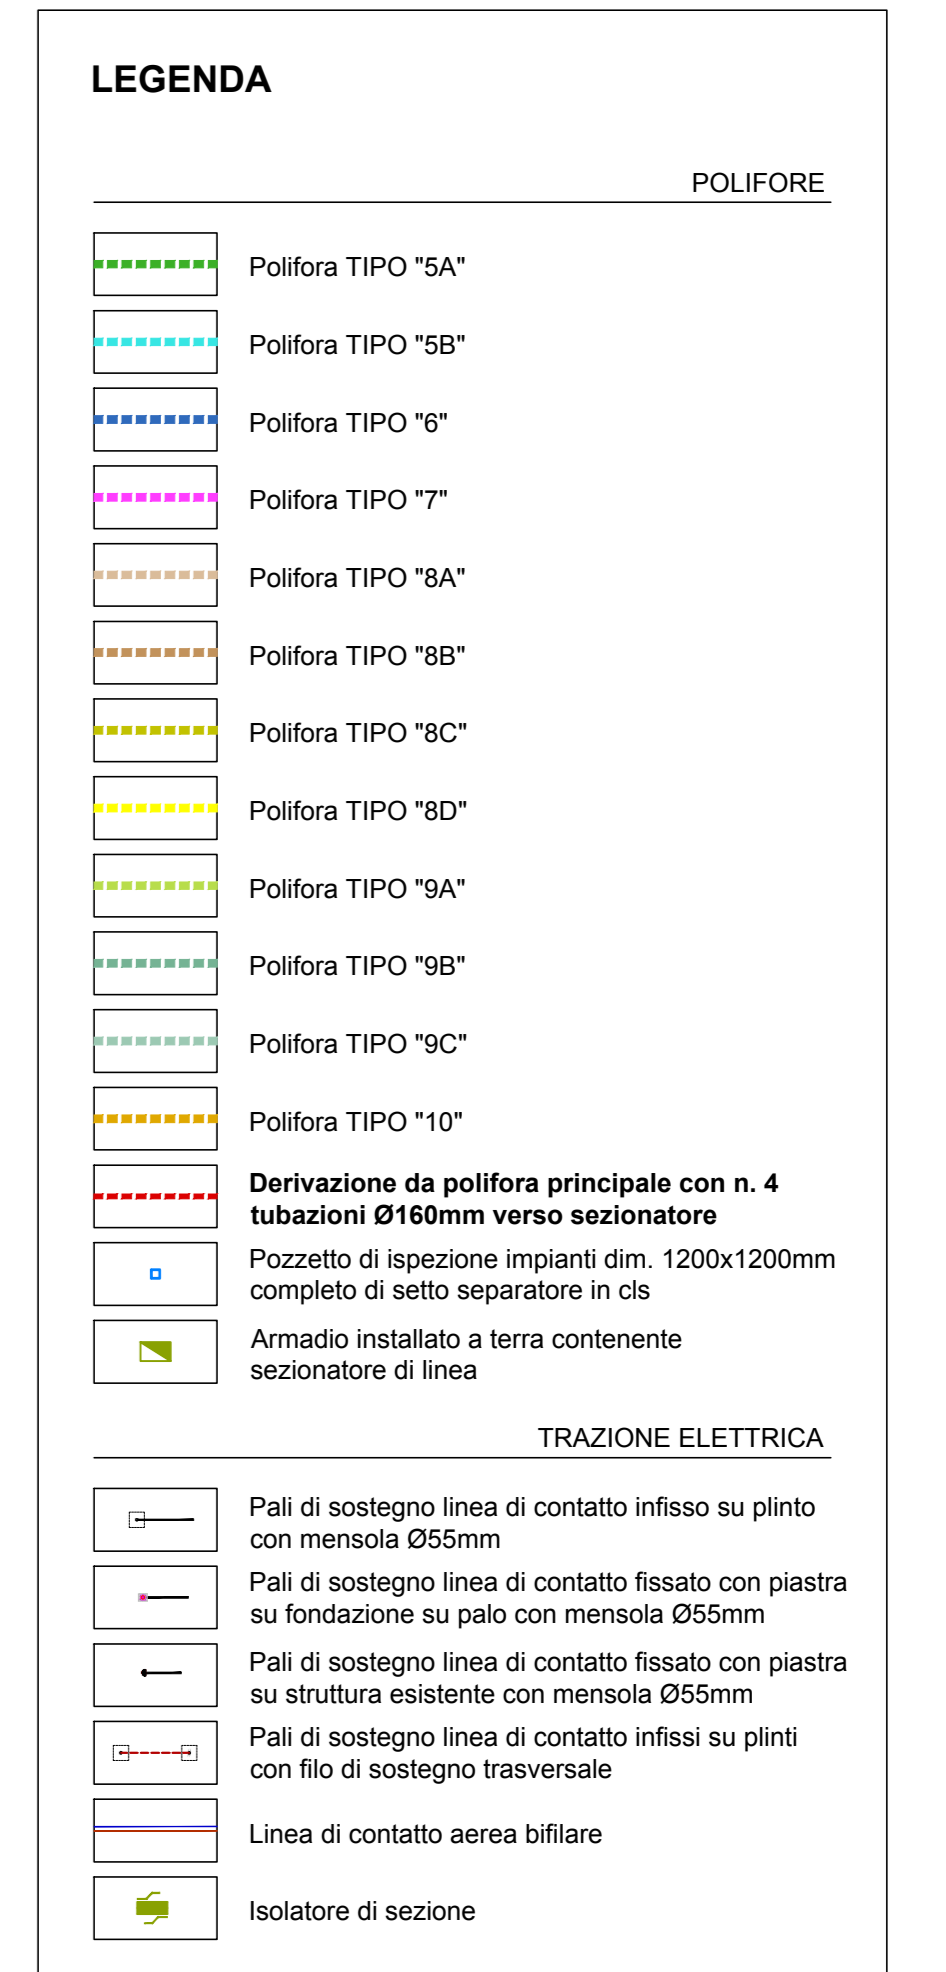 LEGENDA
POLIFORE
Polifora TIPO "5A"
Polifora TIPO "5B"
Polifora TIPO "6"
Polifora TIPO "7"
Polifora TIPO "8A"
Polifora TIPO "8B"
Polifora TIPO "8C"
Polifora TIPO "8D"
Polifora TIPO "9A"
Polifora TIPO "9B"
Polifora TIPO "9C"
Polifora TIPO "10"
Derivazione da polifora principale con n. 4
tubazioni Ø160mm verso sezionatore
Pozzetto di ispezione impianti dim. 1200x1200mm
completo di setto separatore in cls
Armadio installato a terra contenente
sezionatore di linea
TRAZIONE ELETTRICA
Pali di sostegno linea di contatto infisso su plinto
con mensola Ø55mm
Pali di sostegno linea di contatto fissato con piastra
su fondazione su palo con mensola Ø55mm
Pali di sostegno linea di contatto fissato con piastra
su struttura esistente con mensola Ø55mm
Pali di sostegno linea di contatto infissi su plinti
con filo di sostegno trasversale
Linea di contatto aerea bifilare
Isolatore di sezione